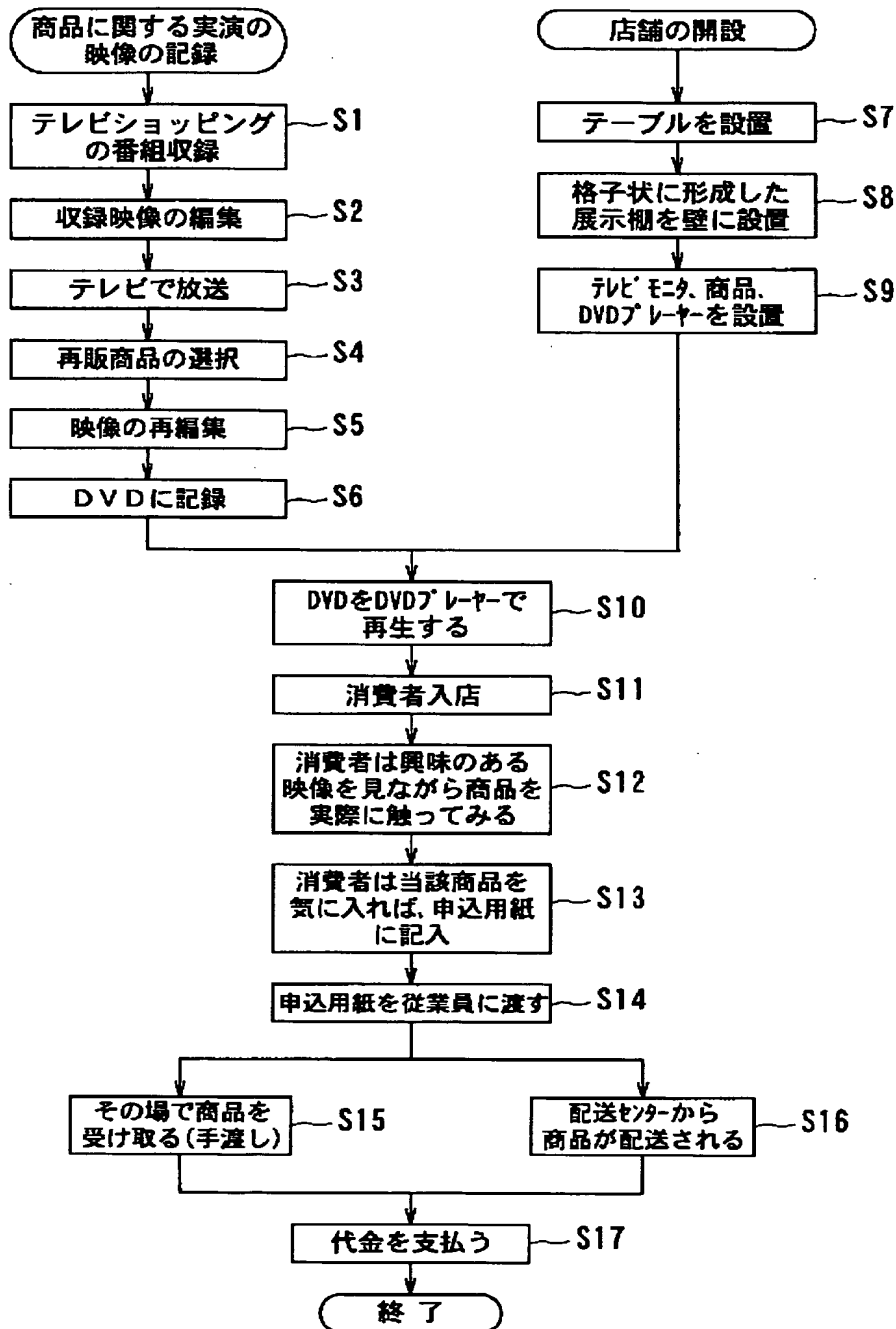 商品に関する実演の
映像の記録
テレビショッピング
の番組収録
S1
収録映像の編集
S2
テレビで放送
S3
再販商品の選択
S4
映像の再編集
S5
DVDに記録
S6
店舗の開設
テーブルを設置
S7
格子状に形成した
展示棚を壁に設置
S8
テレビモニタ、商品、
DVDプレーヤーを設置
S9
DVDをDVDプレーヤーで
再生する
S10
消費者入店
S11
消費者は興味のある
映像を見ながら商品を
実際に触ってみる
S12
消費者は当該商品を
気に入れば、申込用紙
に記入
S13
申込用紙を従業員に渡す
S14
その場で商品を
受け取る(手渡し)
S15
配送センターから
商品が配送される
S16
代金を支払う
S17
終了